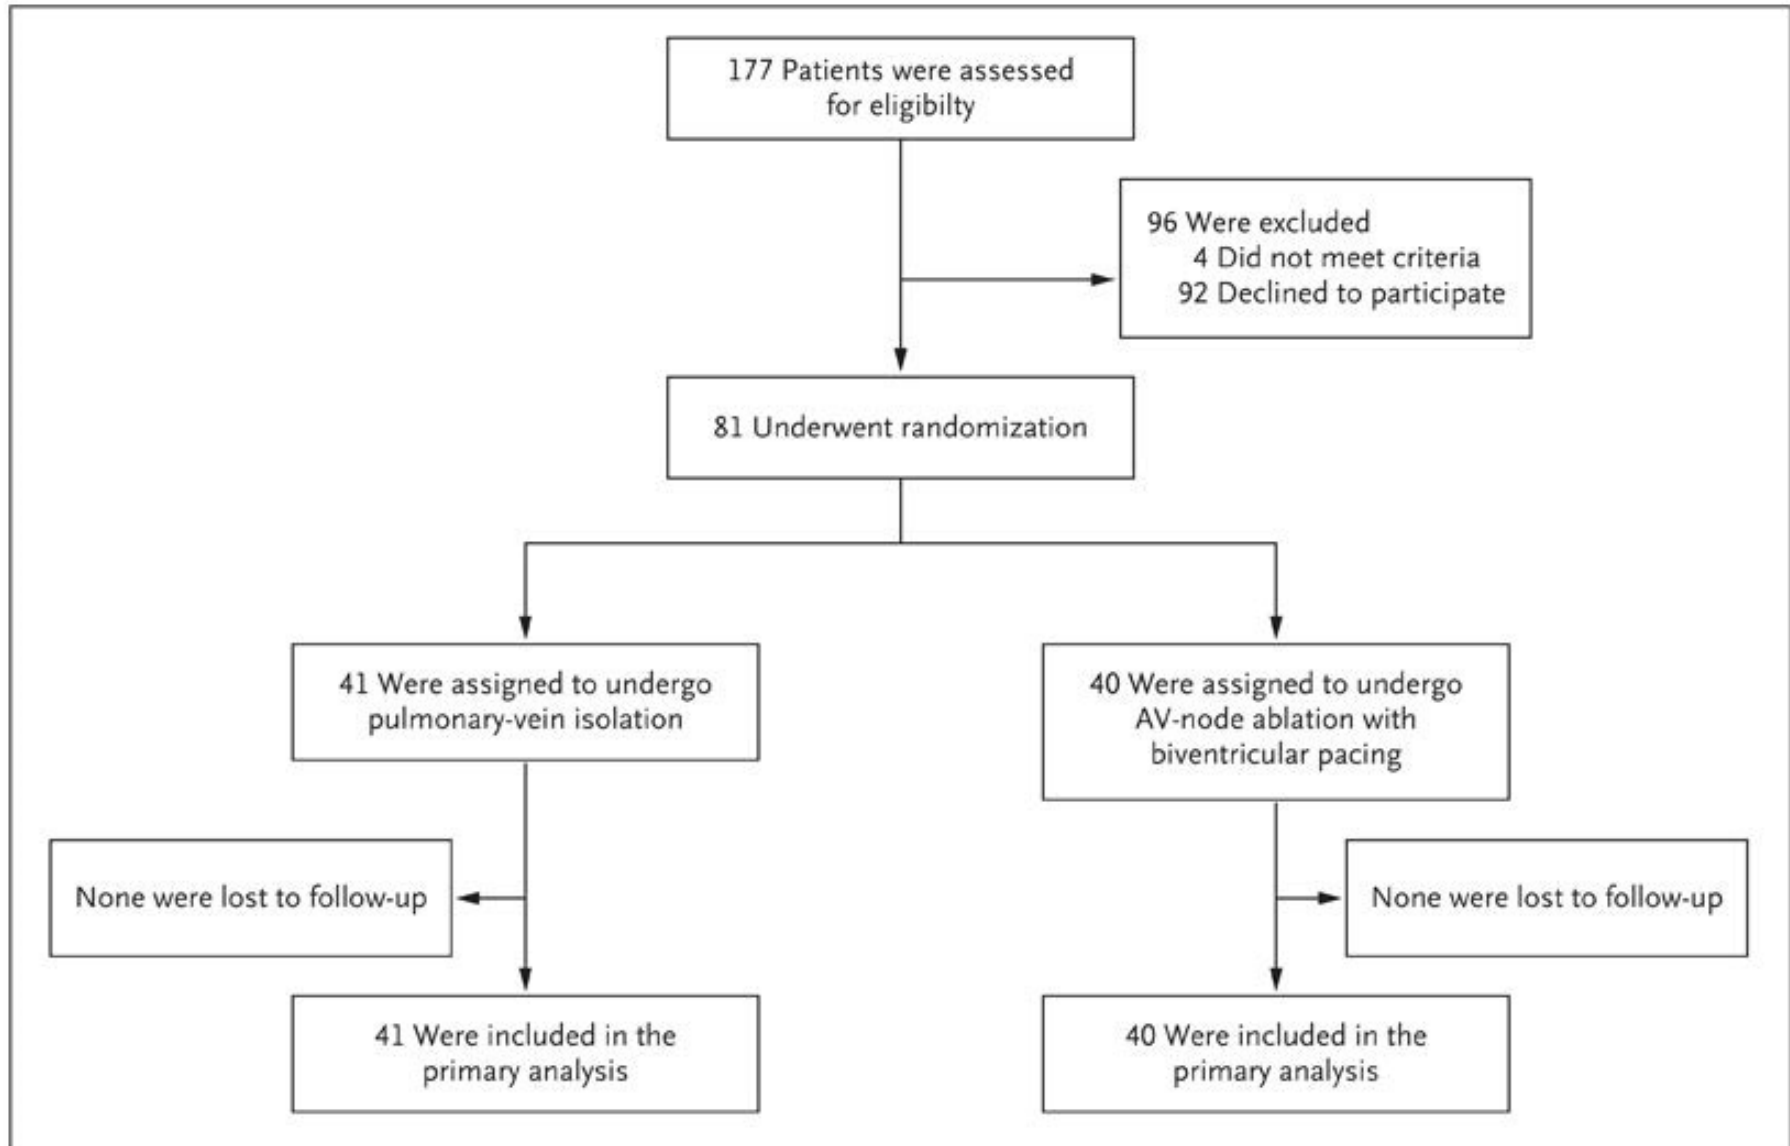 177 Patients were assessed
for eligibilty
96 Were excluded
4 Did not meet criteria
92 Declined to participate
81 Underwent randomization
41 Were assigned to undergo
pulmonary-vein isolation
40 Were assigned to undergo
AV-node ablation with
biventricular pacing
None were lost to follow-up
None were lost to follow-up
41 Were included in the
primary analysis
40 Were included in the
primary analysis